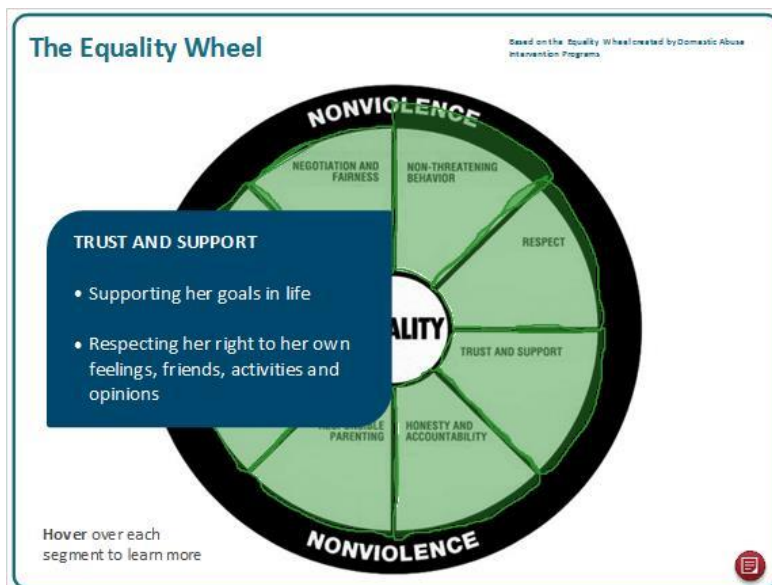 The Equality Wheel
Based on the Equality Wheel created by Domestic Abuse
Intervention Programs
NONVIOLENCE
NEGOTIATION AND
FAIRNESS
NON-THREATENING
BEHAVIOR
RESPECT
TRUST AND SUPPORT
• Supporting her goals in life
• Respecting her right to her own
feelings, friends, activities and
opinions
ALITY
TRUST AND SUPPORT
RESPONSIBLE
PARENTING
HONESTY AND
ACCOUNTABILITY
NONVIOLENCE
Hover over each
segment to learn more